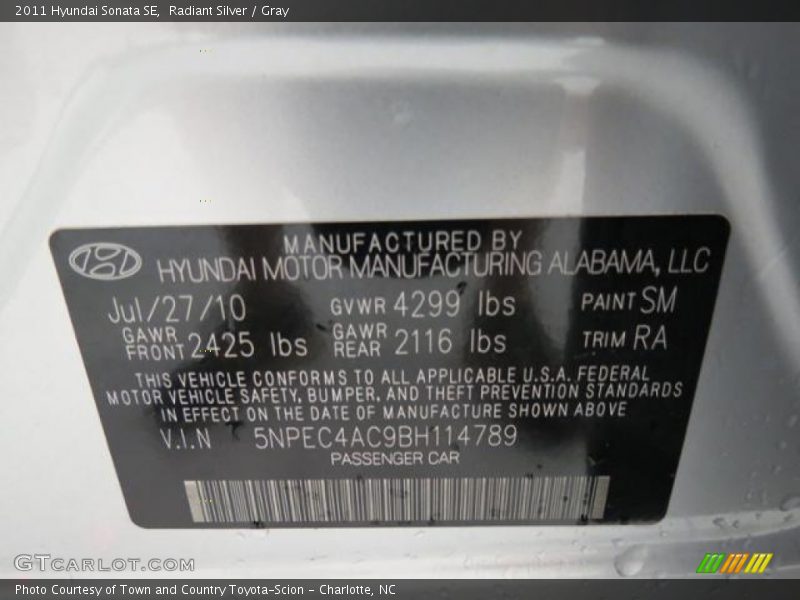 2011 Hyundai Sonata SE, Radiant Silver / Gray
MANUFACTURED BY
HYUNDAI MOTOR MANUFACTURING ALABAMA, LLC
Jul/27/10 GVWR 4299 lbs PAINT SM
GAWR FRONT 2425 lbs GAWR REAR 2116 lbs TRIM RA
THIS VEHICLE CONFORMS TO ALL APPLICABLE U.S.A. FEDERAL
MOTOR VEHICLE SAFETY, BUMPER, AND THEFT PREVENTION STANDARDS
IN EFFECT ON THE DATE OF MANUFACTURE SHOWN ABOVE
V.I.N 5NPEC4AC9BH114789
PASSENGER CAR
GTCARLOT.COM
Photo Courtesy of Town and Country Toyota-Scion - Charlotte, NC